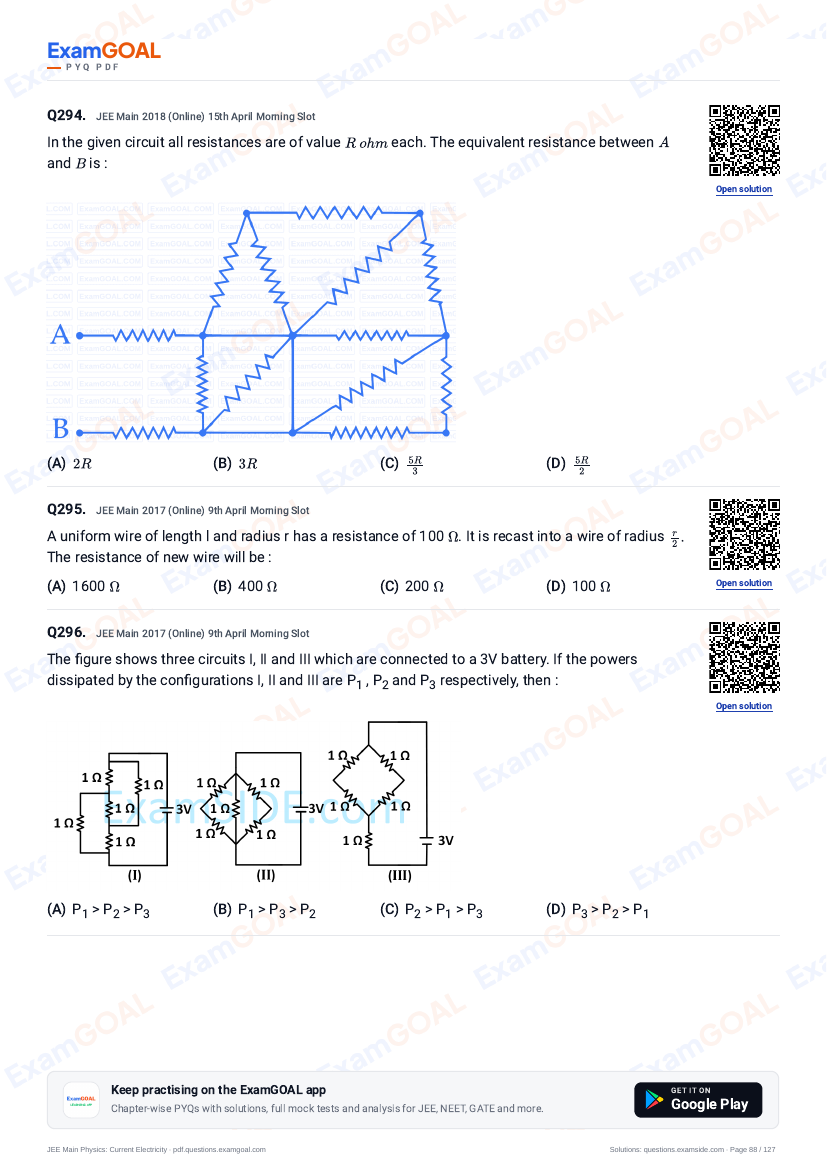 ExamGOAL
PYQ PDF
Q294. JEE Main 2018 (Online) 15th April Morning Slot
In the given circuit all resistances are of value R ohm each. The equivalent resistance between A
and B is :
Open solution
A
B
(A) 2R (B) 3R (C) 5R/3 (D) 5R/2
Q295. JEE Main 2017 (Online) 9th April Morning Slot
A uniform wire of length l and radius r has a resistance of 100 Ω. It is recast into a wire of radius r/2.
The resistance of new wire will be :
(A) 1600 Ω (B) 400 Ω (C) 200 Ω (D) 100 Ω
Open solution
Q296. JEE Main 2017 (Online) 9th April Morning Slot
The figure shows three circuits I, II and III which are connected to a 3V battery. If the powers
dissipated by the configurations I, II and III are P₁ , P₂ and P₃ respectively, then :
Open solution
1 Ω 1 Ω 1 Ω 1 Ω 1 Ω 3V
(I)
1 Ω 1 Ω 1 Ω 1 Ω 1 Ω 3V
(II)
1 Ω 1 Ω 1 Ω 1 Ω 1 Ω 3V
(III)
ExamSIDE.com
(A) P₁ > P₂ > P₃ (B) P₁ > P₃ > P₂ (C) P₂ > P₁ > P₃ (D) P₃ > P₂ > P₁
Keep practising on the ExamGOAL app
Chapter-wise PYQs with solutions, full mock tests and analysis for JEE, NEET, GATE and more.
GET IT ON
Google Play
JEE Main Physics: Current Electricity · pdf.questions.examgoal.com
Solutions: questions.examside.com · Page 88 / 127